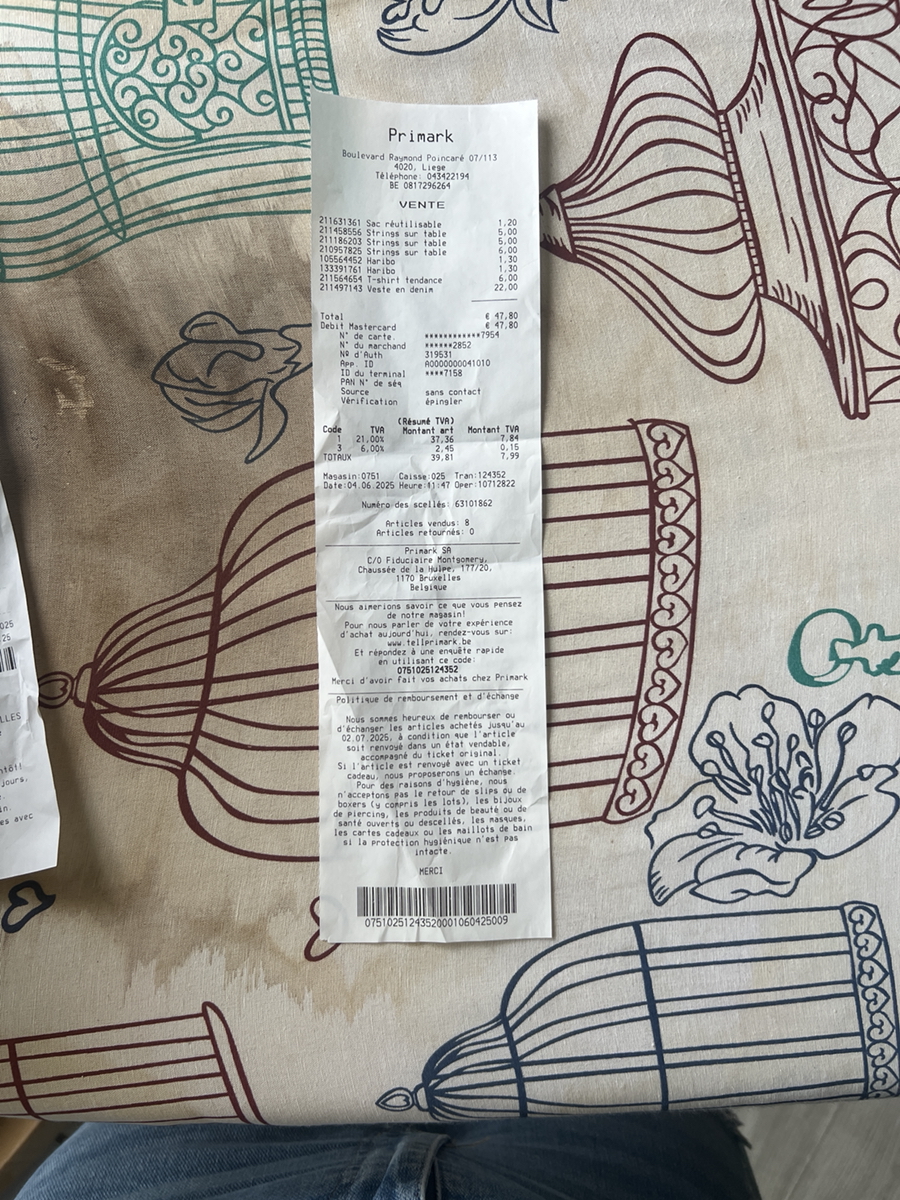 Primark
Boulevard Raymond Poincaré 07/113
4020, Liege
Téléphone: 043422194
BE 0817296264
VENTE
211631361 Sac réutilisable 1,20
211458556 Strings sur table 5,00
211186203 Strings sur table 5,00
210957825 Strings sur table 6,00
105564452 Haribo 1,30
133391761 Haribo 1,30
211564654 T-shirt tendance 6,00
211497143 Veste en denim 22,00
Total € 47,80
Debit Mastercard € 47,80
N° de carte ************7954
N° du marchand ******2852
Nº d'Auth 319531
App. ID A0000000041010
ID du terminal ****7158
PAN N° de séq
Source sans contact
Vérification épingler
(Résumé TVA)
Code TVA Montant art Montant TVA
1 21,00% 37,36 7,84
3 6,00% 2,45 0,15
TOTAUX 39,81 7,99
Magasin:0751 Caisse:025 Tran:124352
Date:04.06.2025 Heure:11:47 Oper:10712822
Numéro des scellés: 63101862
Articles vendus: 8
Articles retournés: 0
Primark SA
C/O Fiduciaire Montgomery,
Chaussée de la Hulpe, 177/20,
1170 Bruxelles
Belgique
Nous aimerions savoir ce que vous pensez
de notre magasin!
Pour nous parler de votre expérience
d'achat aujourd'hui, rendez-vous sur:
www.tellprimark.be
Et répondez à une enquête rapide
en utilisant ce code:
0751025124352
Merci d'avoir fait vos achats chez Primark
Politique de remboursement et d'échange
Nous sommes heureux de rembourser ou
d'échanger les articles achetés jusqu'au
02.07.2025, à condition que l'article
soit renvoyé dans un état vendable,
accompagné du ticket original.
Si l'article est renvoyé avec un ticket
cadeau, nous proposerons un échange.
Pour des raisons d'hygiène, nous
n'acceptons pas le retour de slips ou de
boxers (y compris les lots), les bijoux
de piercing, les produits de beauté ou de
santé ouverts ou descellés, les masques,
les cartes cadeaux ou les maillots de bain
si la protection hygiénique n'est pas
intacte.
MERCI
07510251243520001060425009